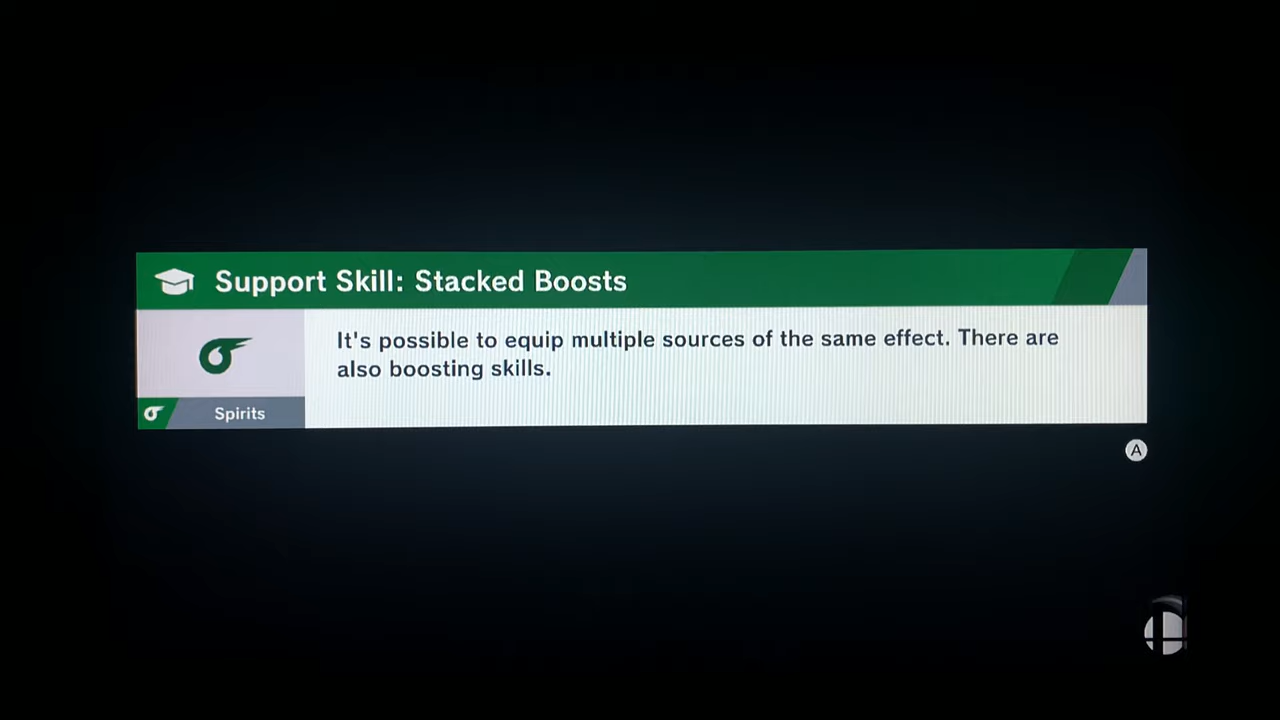 Support Skill: Stacked Boosts
It's possible to equip multiple sources of the same effect. There are
also boosting skills.
Spirits
A